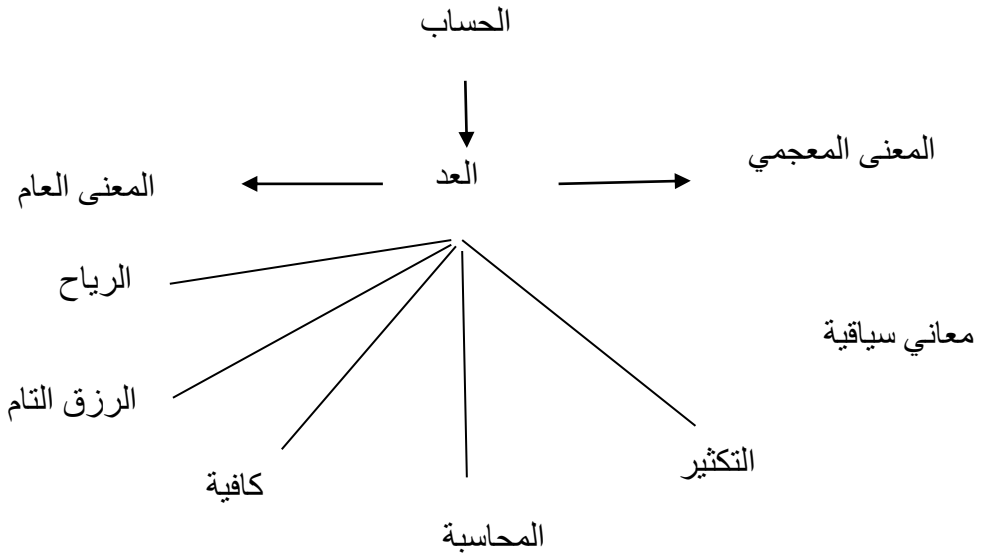 الحساب
المعنى المعجمي
العد
المعنى العام
الرياح
معاني سياقية
الرزق التام
التكثير
كافية
المحاسبة